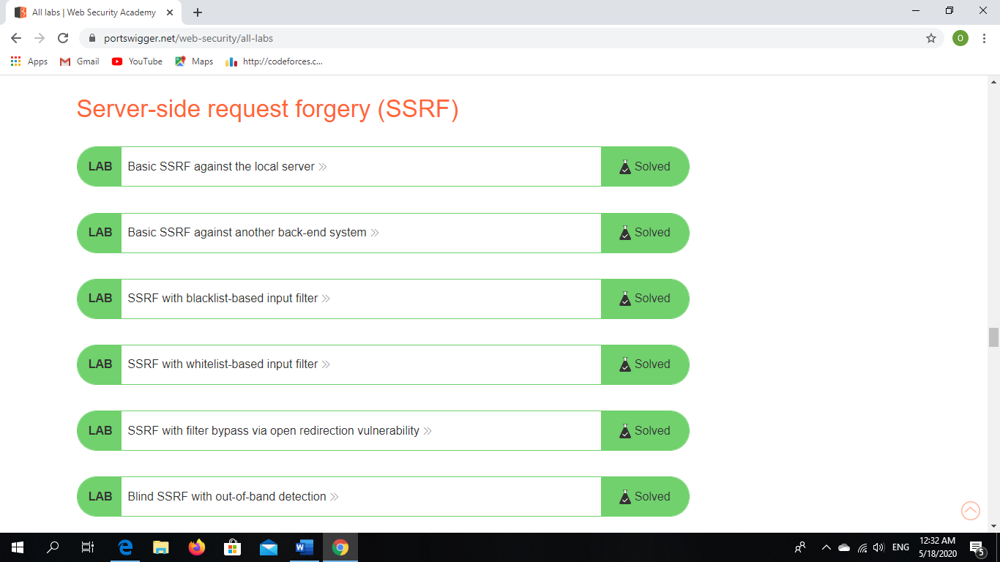 All labs | Web Security Academy
portswigger.net/web-security/all-labs
O
Apps Gmail YouTube Maps http://codeforces.c...
Server-side request forgery (SSRF)
LAB Basic SSRF against the local server Solved
LAB Basic SSRF against another back-end system Solved
LAB SSRF with blacklist-based input filter Solved
LAB SSRF with whitelist-based input filter Solved
LAB SSRF with filter bypass via open redirection vulnerability Solved
LAB Blind SSRF with out-of-band detection Solved
ENG
12:32 AM
5/18/2020
5